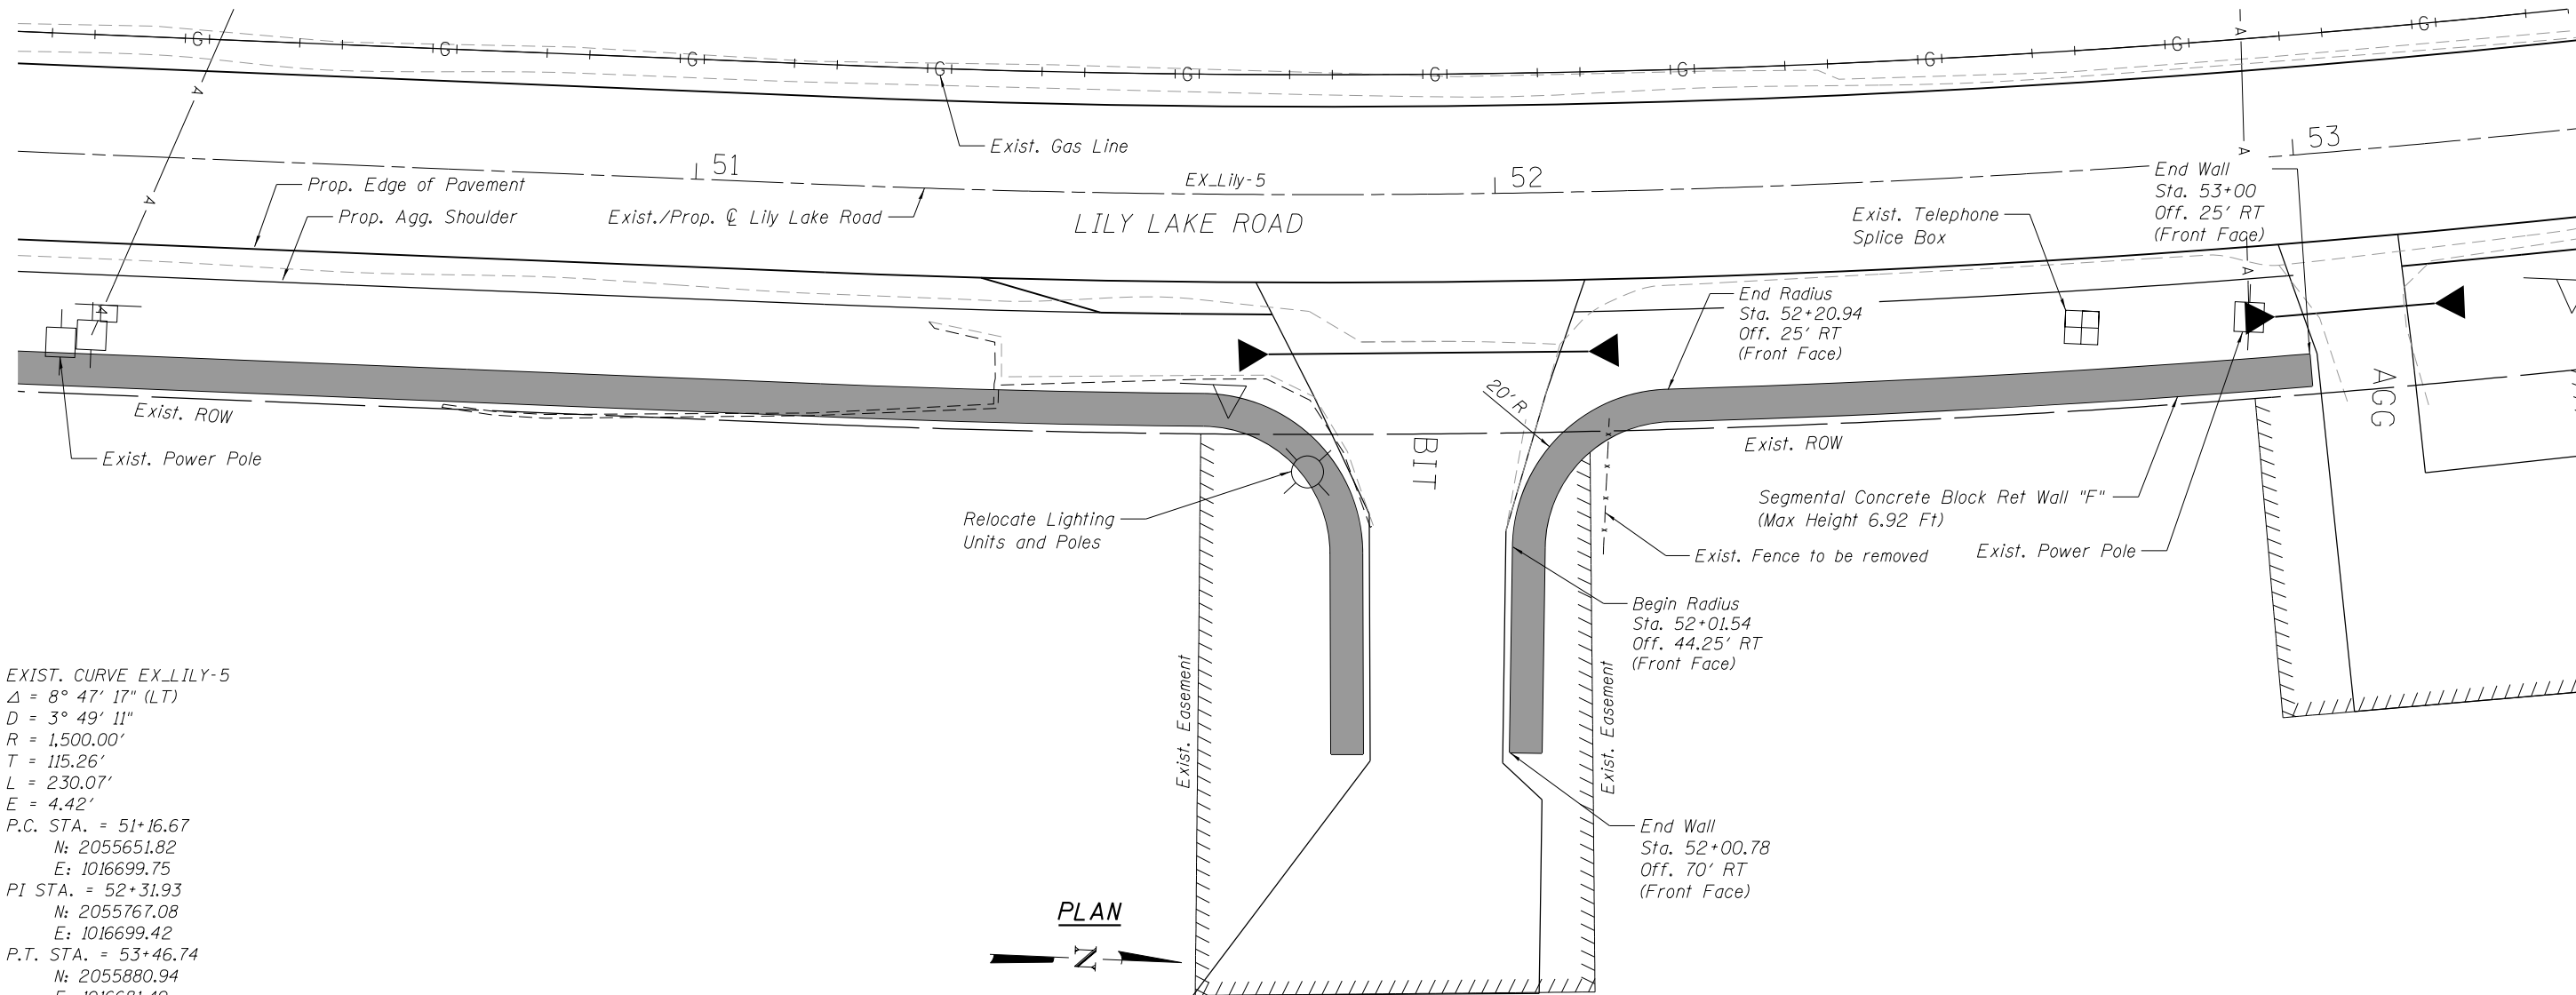 G G G G G G G G G G
A
A
A
A
A
A
A
Exist. Gas Line
51
EX_Lily-5
52
53
Prop. Edge of Pavement
Prop. Agg. Shoulder
Exist./Prop. ℄ Lily Lake Road
LILY LAKE ROAD
Exist. Telephone
Splice Box
End Wall
Sta. 53+00
Off. 25' RT
(Front Face)
End Radius
Sta. 52+20.94
Off. 25' RT
(Front Face)
20'R
Exist. ROW
Exist. Power Pole
BIT
AGG
Exist. ROW
Relocate Lighting
Units and Poles
Segmental Concrete Block Ret Wall "F"
(Max Height 6.92 Ft)
x x x x
Exist. Fence to be removed
Exist. Power Pole
Begin Radius
Sta. 52+01.54
Off. 44.25' RT
(Front Face)
Exist. Easement
Exist. Easement
End Wall
Sta. 52+00.78
Off. 70' RT
(Front Face)
EXIST. CURVE EX_LILY-5
Δ = 8° 47' 17" (LT)
D = 3° 49' 11"
R = 1,500.00'
T = 115.26'
L = 230.07'
E = 4.42'
P.C. STA. = 51+16.67
N: 2055651.82
E: 1016699.75
PI STA. = 52+31.93
N: 2055767.08
E: 1016699.42
P.T. STA. = 53+46.74
N: 2055880.94
PLAN
N